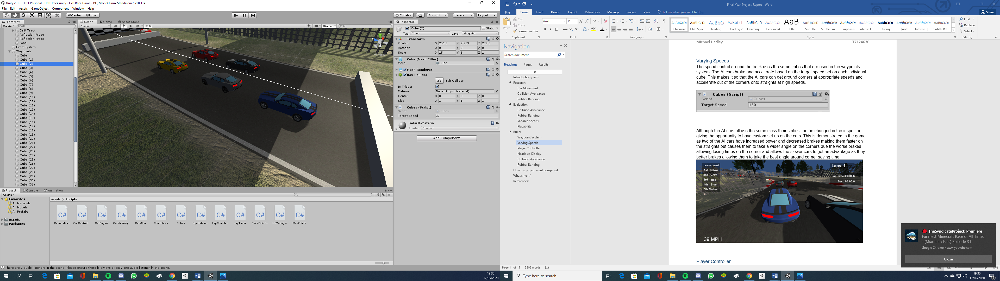 Unity 2019.1.11f1 Personal - Drift Track.unity - FYP Race Game - PC, Mac & Linux Standalone* <DX11>
File Edit Assets GameObject Component Window Help
Center Local
Collab Account Layers Layout
Hierarchy
Create All
Drift Track
Reflection Probe
Reflection Probe
road
EventSystem
Waypoints
Cube
Cube (1)
Cube (2)
Cube (3)
Cube (4)
Cube (5)
Cube (6)
Cube (7)
Cube (8)
Cube (9)
Cube (10)
Cube (11)
Cube (12)
Cube (13)
Cube (14)
Cube (15)
Cube (16)
Cube (17)
Cube (18)
Cube (19)
Cube (20)
Cube (21)
Cube (22)
Cube (23)
Cube (24)
Cube (25)
Cube (26)
Cube (27)
Cube (28)
Cube (29)
Cube (30)
Cube (31)
Scene Game Asset Store
Shaded 2D 0 Gizmos All
y
z
Persp
Inspector
Cube (2) Static
Tag Cubes Layer Waypoint
Transform
Position X 256.8 Y 2.229 Z 279.5
Rotation X 0 Y 0 Z 0
Scale X 15 Y 1 Z 1
Cube (Mesh Filter)
Mesh Cube
Mesh Renderer
Box Collider
Edit Collider
Is Trigger
Material None (Physic Material)
Center X 0 Y 0 Z 0
Size X 1 Y 1 Z 1
Cubes (Script)
Script Cubes
Target Speed 30
Default-Material
Shader Standard
Add Component
Project Console Animation
Create
Favorites
All Materials
All Models
All Prefabs
Assets
Packages
Assets > Scripts
C# C# C# C# C# C# C# C# C# C# C# C# C#
CameraMa... CarControll... CarEngine CarsManag... CarWheel Countdown Cubes InputMana... LapComple... LapTimer RaceFinish... UIManager WayPoints
There are 2 audio listeners in the scene. Please ensure there is always exactly one audio listener in the scene.
19:30
17/05/2020
Final-Year-Project-Report - Word
File Home Insert Design Layout References Mailings Review View Tell me what you want to do... Share
Paste
Cut
Copy
Format Painter
Clipboard
Arial 11
B I U abc
Font
Paragraph
AaBbCcDc AaBbCcDc AaBbC AaBbCcD AaBbCcDc AaBbCcDc AaB AaBbCcD AaBbCcDc AaBbCcDc AaBbCcDc AaBbCcDc AaBbCcDc AaBbCcDc AaBbCcDc
¶ Normal ¶ No Spac... Heading 1 Heading 2 Heading 3 Heading 4 Title Subtitle Subtle Em... Emphasis Intense E... Strong Quote Intense Q... Subtle Ref...
Styles
Find
Replace
Select
Editing
Navigation
Search document
Headings Pages Results
Introduction / aim:
Research:
Car Movement
Collision Avoidance
Rubber Banding
Evaluation:
Collision Avoidance
Rubber Banding
Variable Speeds
Playability
Build:
Waypoint System
Varying Speeds
Player Controller
Heads up Display
Collision Avoidance
Rubber Banding
How the project went compared...
What's next?
References:
Michael Hadley T7124630
Varying Speeds
The speed control around the track uses the same cubes that are used in the waypoints
system. The AI cars brake and accelerate based on the target speed set on each individual
cube. This makes it so that the AI cars can get around corners at appropriate speeds and
accelerate out of the corners onto straights at high speeds.
Cubes (Script)
Script Cubes
Target Speed 150
Although the AI cars all use the same class their statics can be changed in the inspector
giving the opportunity to have custom set up on the cars. This is demonstrated in the game
as two of the AI cars have increased power and decreased brakes making them faster on
the straights but causes them to take a wider angle on the corners due the worse brakes
allowing losing times on the corner and allows the slower cars to get an advantage as they
better brakes allowing them to take the best angle around corner saving time.
Leaderboard
1st Yellow
2nd Gray
3rd Red
4th Blue
5th Carbon
Laps: 1
Lap Time:00:04.6
Best: 00:00.0
39 MPH
Player Controller
TheSyndicateProject: Premiere
Funniest Minecraft Race of All Time!
- (Mianitian Isles) Episode 31
Google Chrome • www.youtube.com
Close
Page 11 of 15 3206 words
Type here to search
19:30
17/05/2020